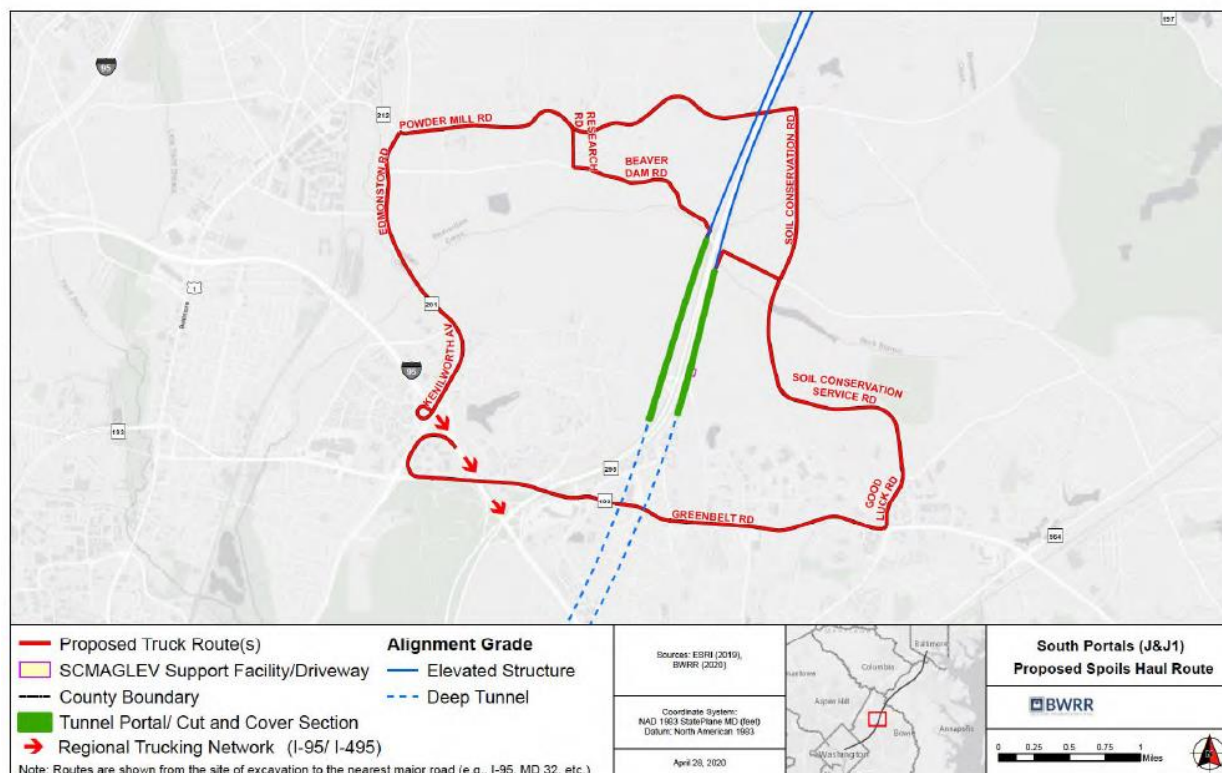 197
95
212
POWDER MILL RD
RESEARCH
RD
BEAVER
DAM RD
SOIL CONSERVATION RD
EDMONSTON RD
1
201
KENILWORTH AV
95
SOIL CONSERVATION
SERVICE RD
193
295
GOOD
LUCK RD
193
GREENBELT RD
564
Proposed Truck Route(s)
SCMAGLEV Support Facility/Driveway
County Boundary
Tunnel Portal/ Cut and Cover Section
Regional Trucking Network (I-95/ I-495)
Note: Routes are shown from the site of excavation to the nearest major road (e.g., I-95, MD 32, etc.)
Alignment Grade
Elevated Structure
Deep Tunnel
Sources: ESRI (2019),
BWRR (2020)
Coordinate System:
NAD 1983 StatePlane MD (feet)
Datum: North American 1983
April 28, 2020
Baltimore
Columbia
Aspen Hill
Bowie
Annapolis
Washington
South Portals (J&J1)
Proposed Spoils Haul Route
BWRR
0 0.25 0.5 0.75 1
Miles